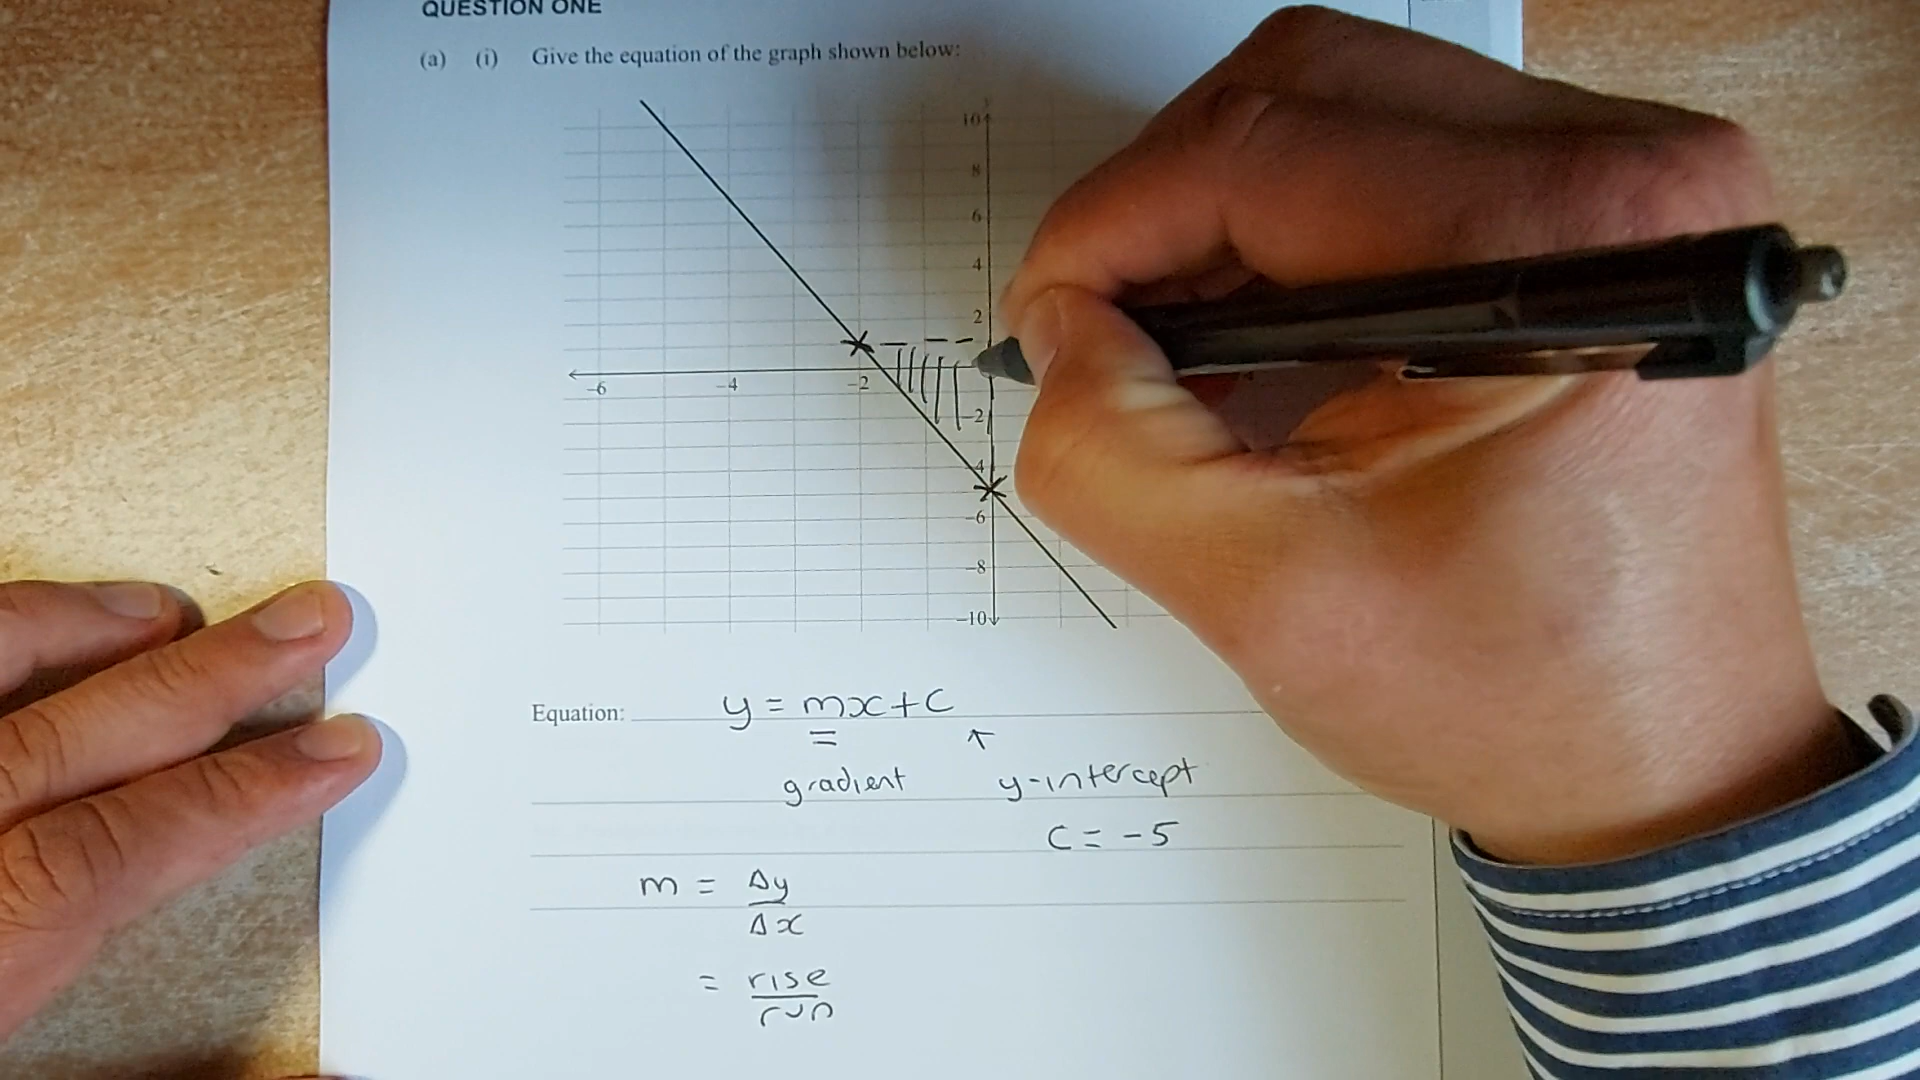 QUESTION ONE
(a) (i) Give the equation of the graph shown below:
10
8
6
4
2
-6 -4 -2
-2
-4
-6
-8
-10
Equation: y = mx + c
=
↑
gradient y-intercept
c = -5
m = Δy
Δx
= rise
run